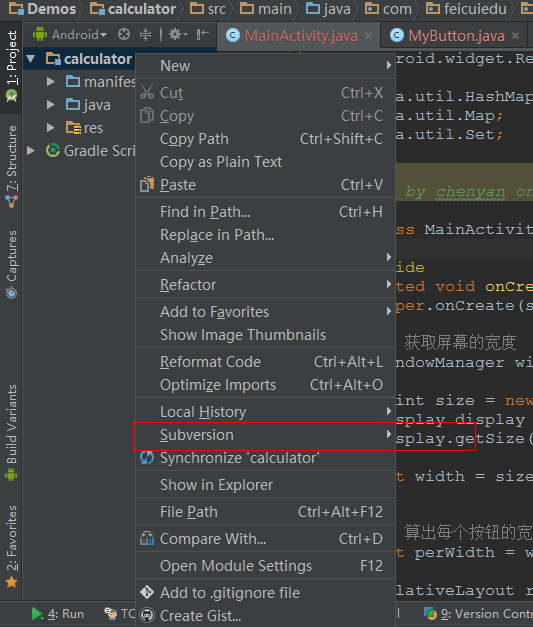 Demos calculator src main java com feicuiedu
Android MainActivity.java MyButton.java
1: Project
7: Structure
Captures
Build Variants
2: Favorites
calculator
manifes
java
res
Gradle Scri
New
Cut Ctrl+X
Copy Ctrl+C
Copy Path Ctrl+Shift+C
Copy as Plain Text
Paste Ctrl+V
Find in Path... Ctrl+H
Replace in Path...
Analyze
Refactor
Add to Favorites
Show Image Thumbnails
Reformat Code Ctrl+Alt+L
Optimize Imports Ctrl+Alt+O
Local History
Subversion
Synchronize 'calculator'
Show in Explorer
File Path Ctrl+Alt+F12
Compare With... Ctrl+D
Open Module Settings F12
Add to .gitignore file
Create Gist...
roid.widget.Re
a.util.HashMap
a.util.Map;
a.util.Set;
by chenyan on
ss MainActivit
ide
ted void onCre
per.onCreate(s
获取屏幕的宽度
ndowManager wi
int size = new
splay display
splay.getSize(
t width = size
算出每个按钮的宽
t perWidth = w
lativeLayout r
4: Run TO 9: Version Contr